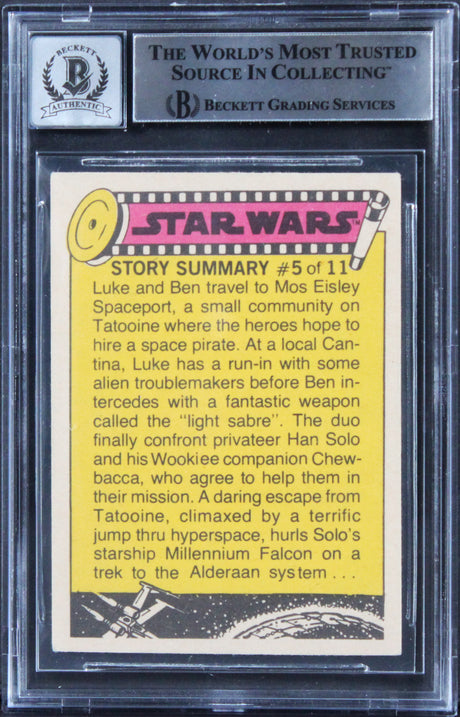 BECKETT
B
AUTHENTIC
THE WORLD'S MOST TRUSTED
SOURCE IN COLLECTING™
B BECKETT GRADING SERVICES
STAR WARS™
STORY SUMMARY #5 of 11
Luke and Ben travel to Mos Eisley
Spaceport, a small community on
Tatooine where the heroes hope to
hire a space pirate. At a local Can-
tina, Luke has a run-in with some
alien troublemakers before Ben in-
tercedes with a fantastic weapon
called the "light sabre". The duo
finally confront privateer Han Solo
and his Wookiee companion Chew-
bacca, who agree to help them in
their mission. A daring escape from
Tatooine, climaxed by a terrific
jump thru hyperspace, hurls Solo's
starship Millennium Falcon on a
trek to the Alderaan system . . .